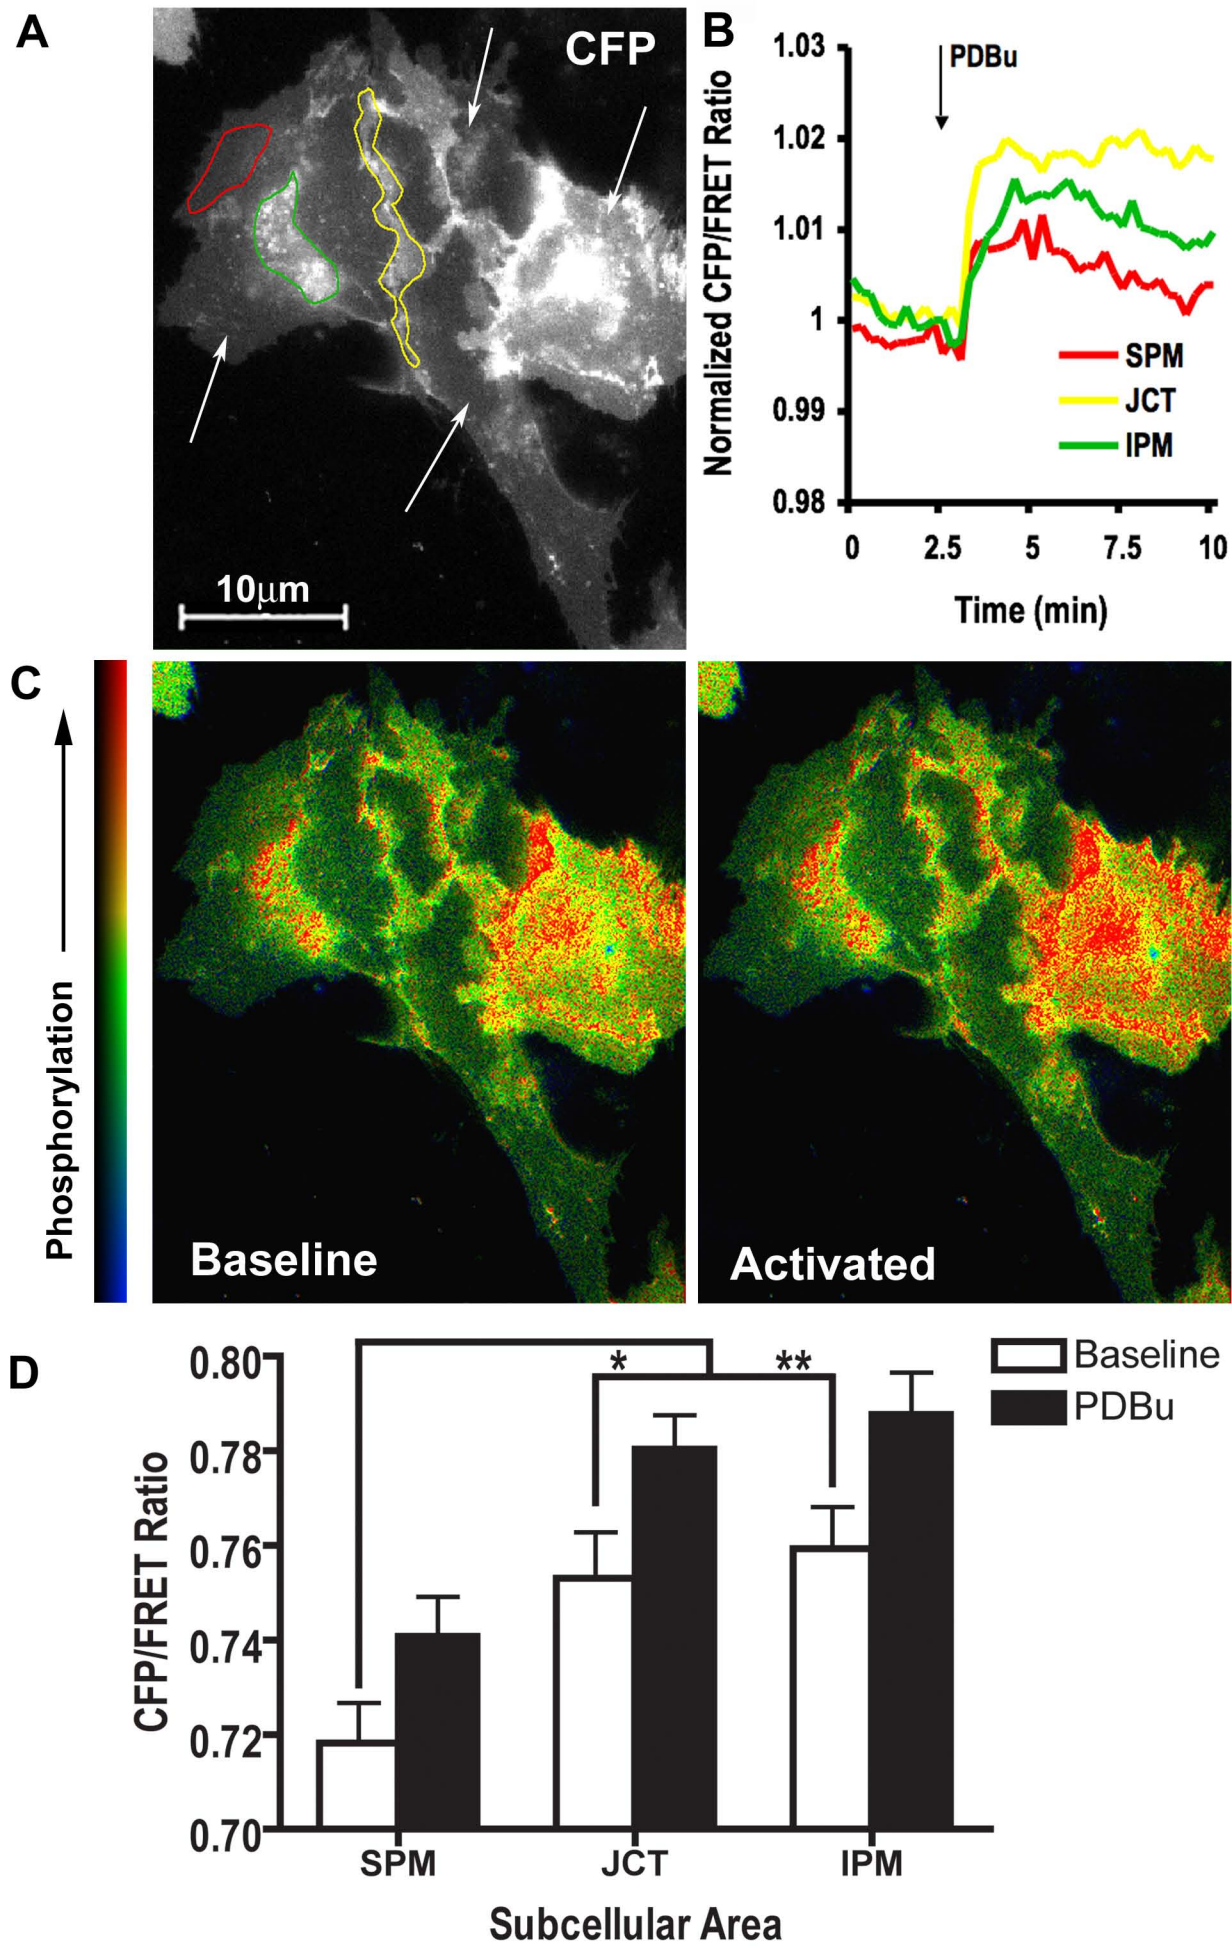 A
CFP
10μm
B
1.03
1.02
1.01
1
0.99
0.98
Normalized CFP/FRET Ratio
PDBu
SPM
JCT
IPM
0
2.5
5
7.5
10
Time (min)
C
Phosphorylation
Baseline
Activated
D
0.80
0.78
0.76
0.74
0.72
0.70
CFP/FRET Ratio
*
**
Baseline
PDBu
SPM
JCT
IPM
Subcellular Area